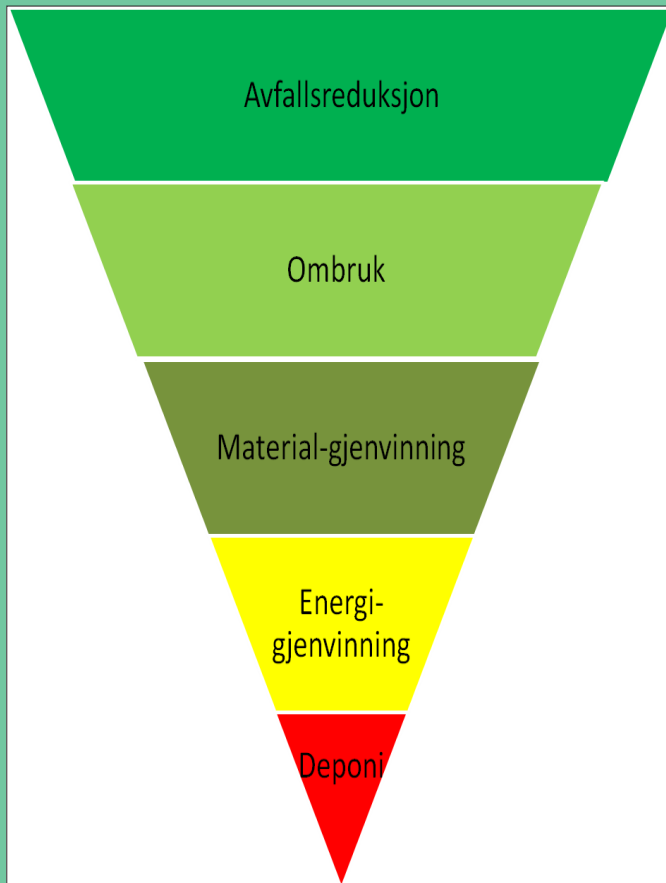 Avfallsreduksjon
Ombruk
Material-gjenvinning
Energi-
gjenvinning
Deponi